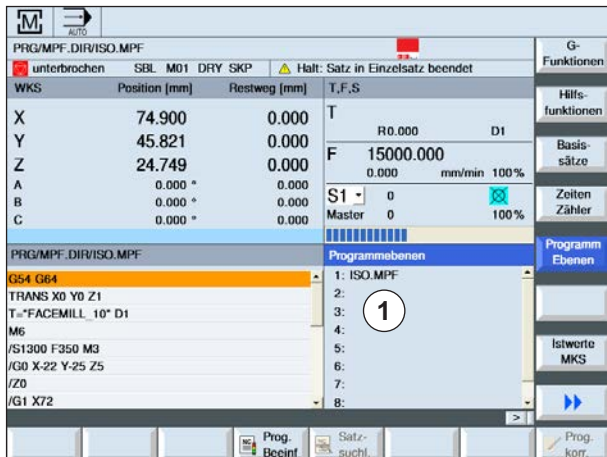 M
AUTO
PRG/MPF.DIR/ISO.MPF
unterbrochen SBL M01 DRY SKP Halt: Satz in Einzelsatz beendet
WKS Position [mm] Restweg [mm] T,F,S
X 74.900 0.000
Y 45.821 0.000
Z 24.749 0.000
A 0.000 ° 0.000
B 0.000 ° 0.000
C 0.000 ° 0.000
T
R0.000 D1
F 15000.000
0.000 mm/min 100%
S1 0
Master 0 100%
PRG/MPF.DIR/ISO.MPF
G54 G64
TRANS X0 Y0 Z1
T="FACEMILL_10" D1
M6
/S1300 F350 M3
/G0 X-22 Y-25 Z5
/Z0
/G1 X72
Programmebenen
1: ISO.MPF
2:
3:
4:
5:
6:
7:
8:
1
>
G-
Funktionen
Hilfs-
funktionen
Basis-
sätze
Zeiten
Zähler
Programm
Ebenen
Istwerte
MKS
NC Prog.
Beeinf
Satz-
suchl.
Prog.
korr.